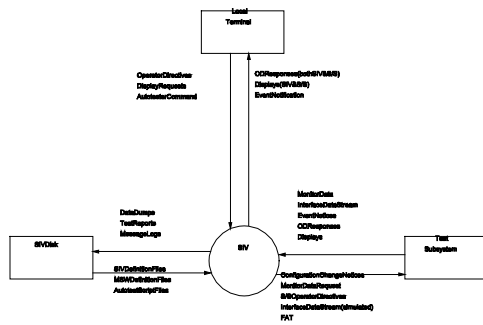 Local
Terminal
OperatorDirectives
DisplayRequests
AutotesterCommand
ODResponses(bothSIV&S/S)
Displays(SIV&S/S)
EventNotification
MonitorData
InterfaceDataStream
EventNotices
ODResponses
Displays
DataDumps
TestReports
MessageLogs
SIVDisk
SIV
Test
Subsystem
SIVDefinitionFiles
MSWDefinitionFiles
AutotestScriptFiles
ConfigurationChangeNotices
MonitorDataRequest
S/SOperatorDirectives
InterfaceDataStream(simulated)
FAT